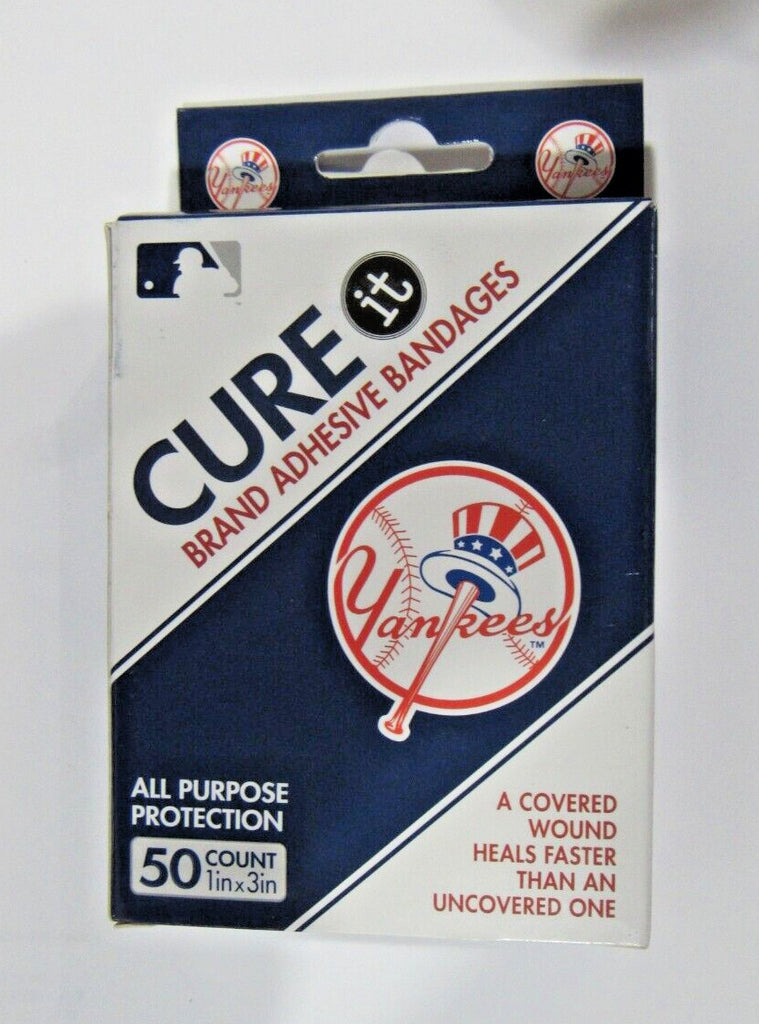 Yankees
Yankees
CURE it
BRAND ADHESIVE BANDAGES
Yankees
TM
ALL PURPOSE
PROTECTION
50 COUNT
1in x 3in
A COVERED
WOUND
HEALS FASTER
THAN AN
UNCOVERED ONE